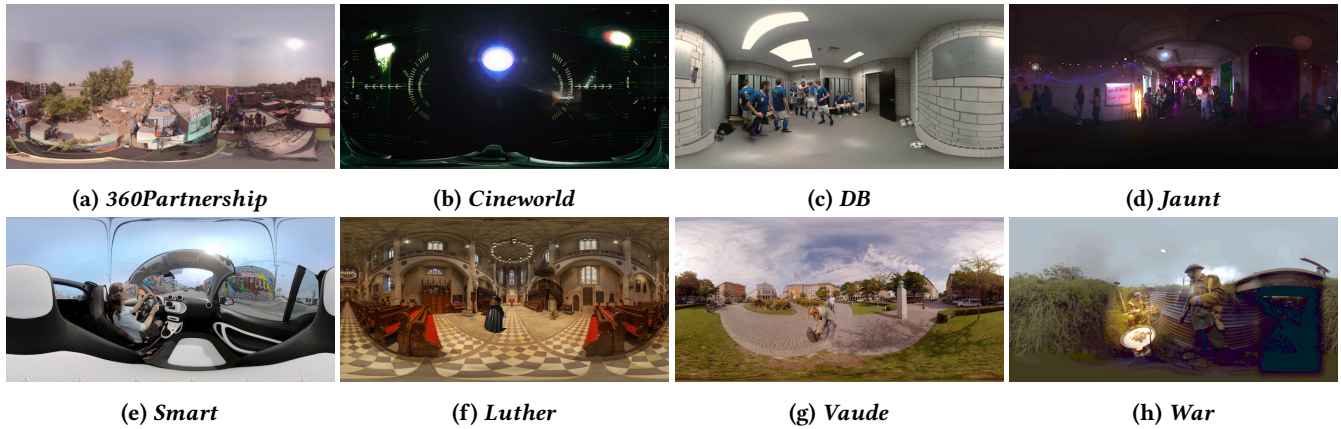 (a) 360Partnership
(b) Cineworld
(c) DB
(d) Jaunt
(e) Smart
(f) Luther
(g) Vaude
(h) War